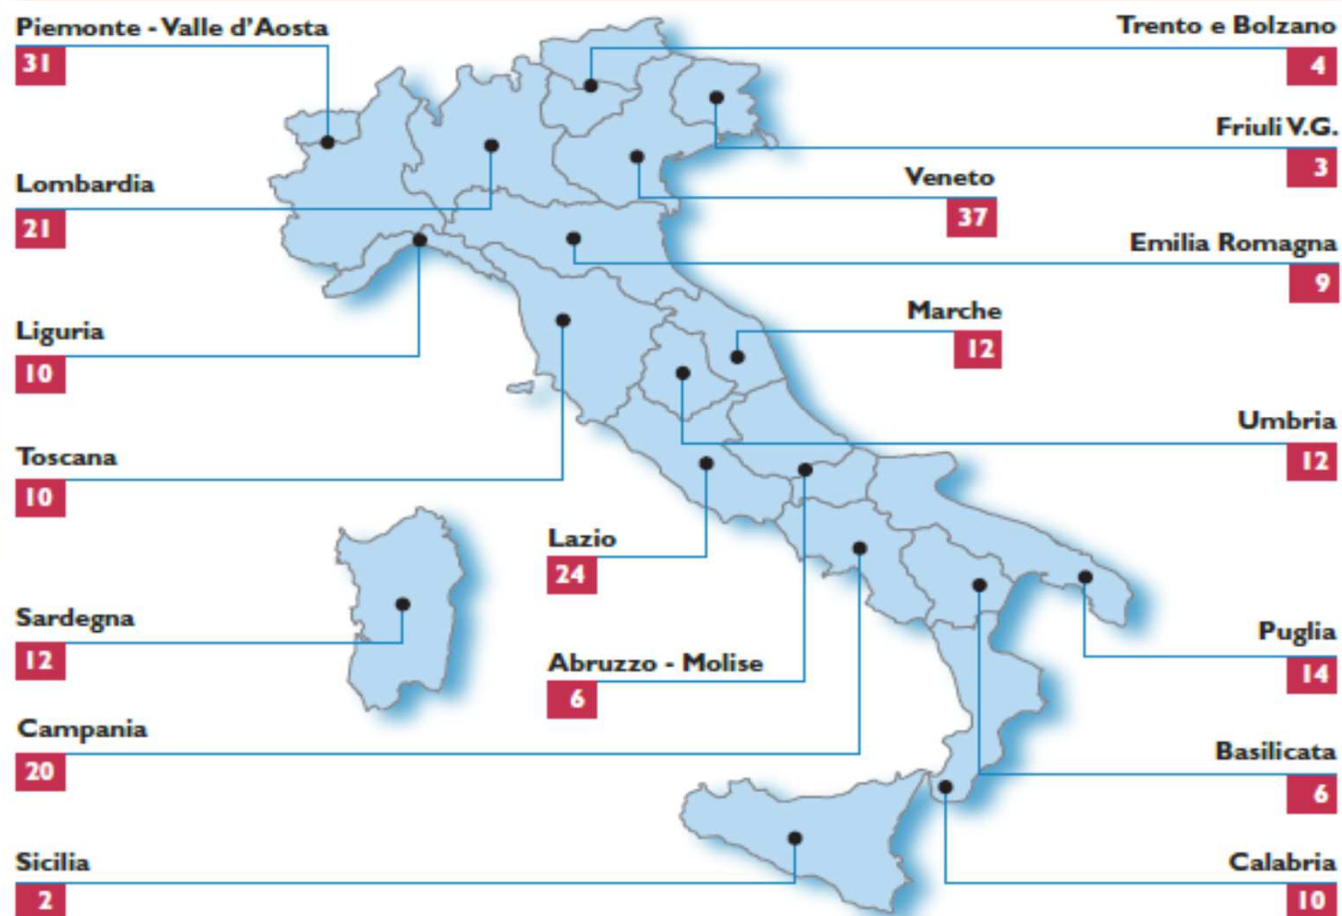 Piemonte - Valle d'Aosta
31
Trento e Bolzano
4
Friuli V.G.
3
Lombardia
21
Veneto
37
Emilia Romagna
9
Marche
12
Liguria
10
Umbria
12
Toscana
10
Lazio
24
Sardegna
12
Puglia
14
Abruzzo - Molise
6
Campania
20
Basilicata
6
Sicilia
2
Calabria
10